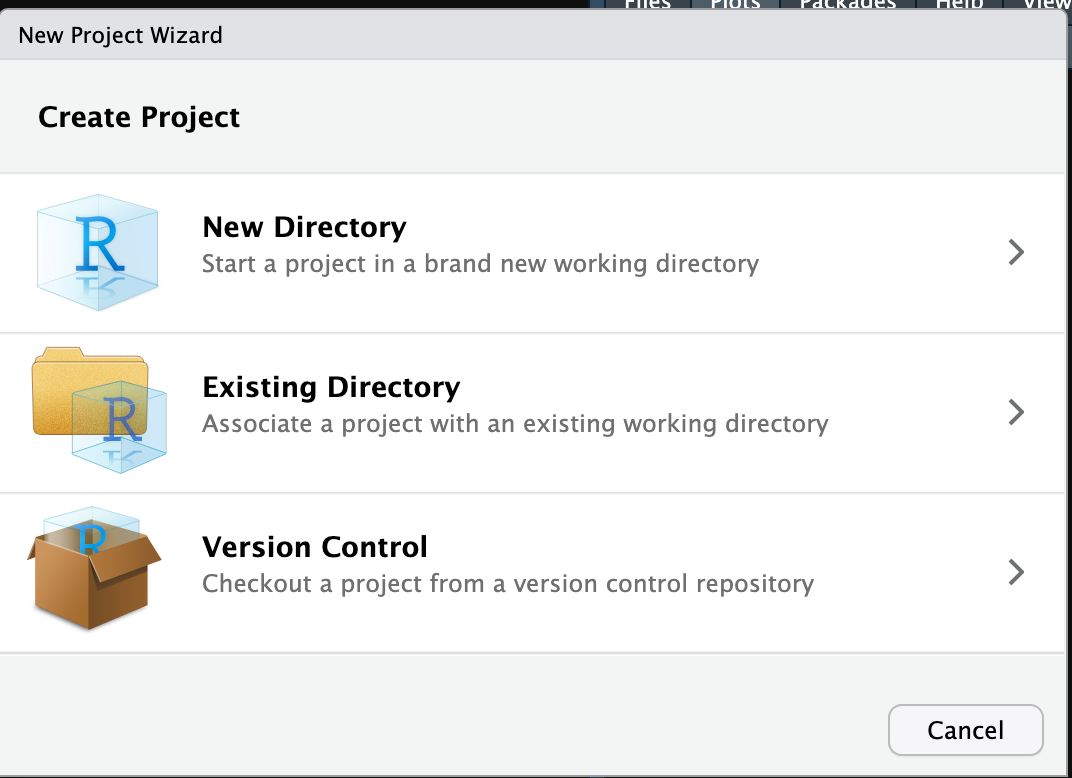 Files Plots Packages Help View
New Project Wizard
Create Project
R
New Directory
Start a project in a brand new working directory
R
Existing Directory
Associate a project with an existing working directory
R
Version Control
Checkout a project from a version control repository
Cancel